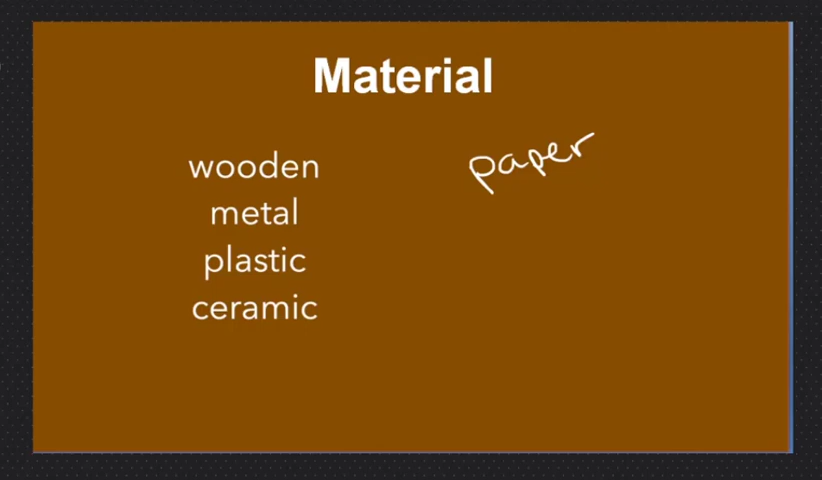 Material
wooden
metal
plastic
ceramic
paper